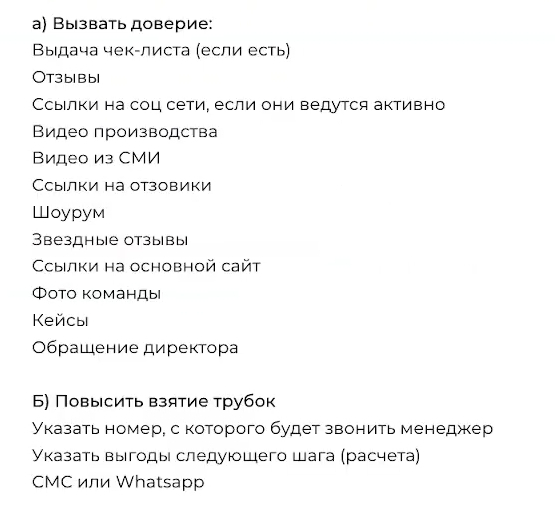 а) Вызвать доверие:
Выдача чек-листа (если есть)
Отзывы
Ссылки на соц сети, если они ведутся активно
Видео производства
Видео из СМИ
Ссылки на отзовики
Шоурум
Звездные отзывы
Ссылки на основной сайт
Фото команды
Кейсы
Обращение директора
Б) Повысить взятие трубок
Указать номер, с которого будет звонить менеджер
Указать выгоды следующего шага (расчета)
СМС или Whatsapp